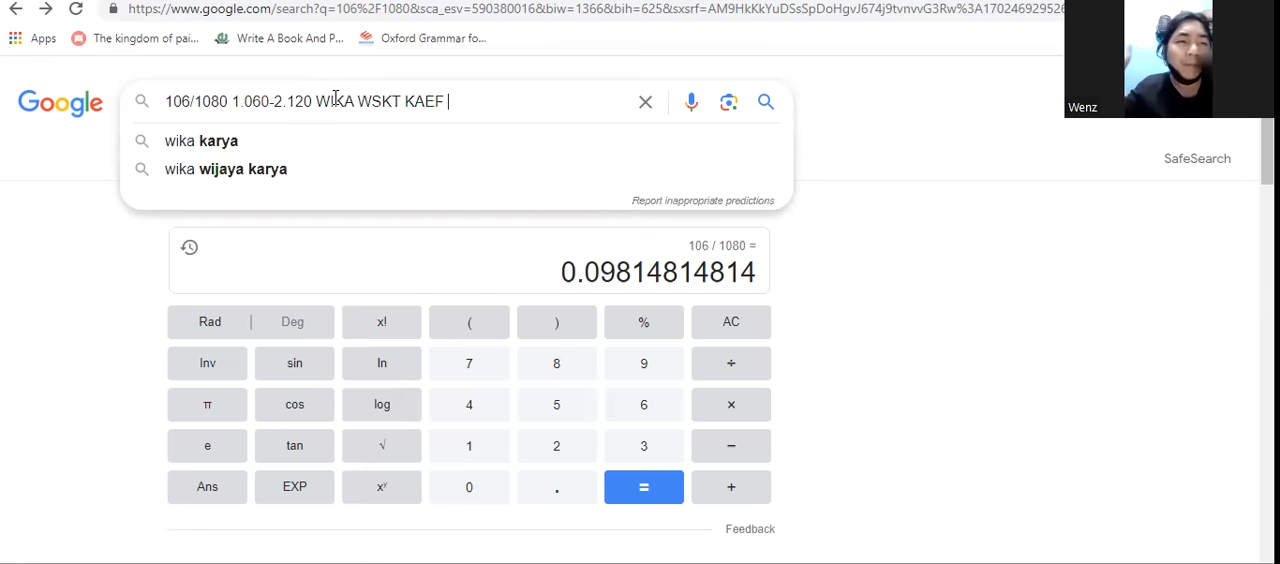 https://www.google.com/search?q=106%2F1080&sca_esv=590380016&biw=1366&bih=625&sxsrf=AM9HkKkYuDSsSpDoHgvJ674j9tvnvvG3Rw%3A170246929526
Apps The kingdom of pai... Write A Book And P... Oxford Grammar fo...
Wenz
Google
106/1080 1.060-2.120 WIKA WSKT KAEF
wika karya
wika wijaya karya
SafeSearch
Report inappropriate predictions
106 / 1080 =
0.09814814814
Rad | Deg x! ( ) % AC
Inv sin ln 7 8 9 ÷
π cos log 4 5 6 ×
e tan √ 1 2 3 −
Ans EXP xʸ 0 . = +
Feedback